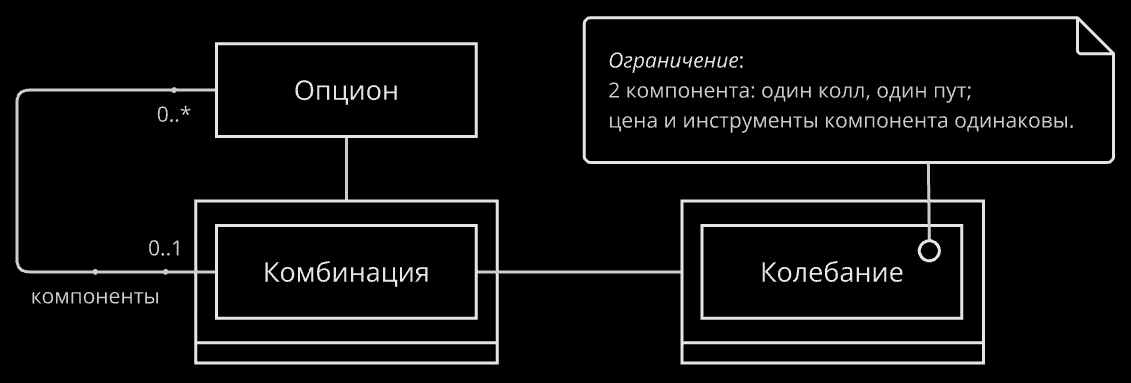 Опцион
0..*
Ограничение:
2 компонента: один колл, один пут;
цена и инструменты компонента одинаковы.
0..1
компоненты
Комбинация
Колебание